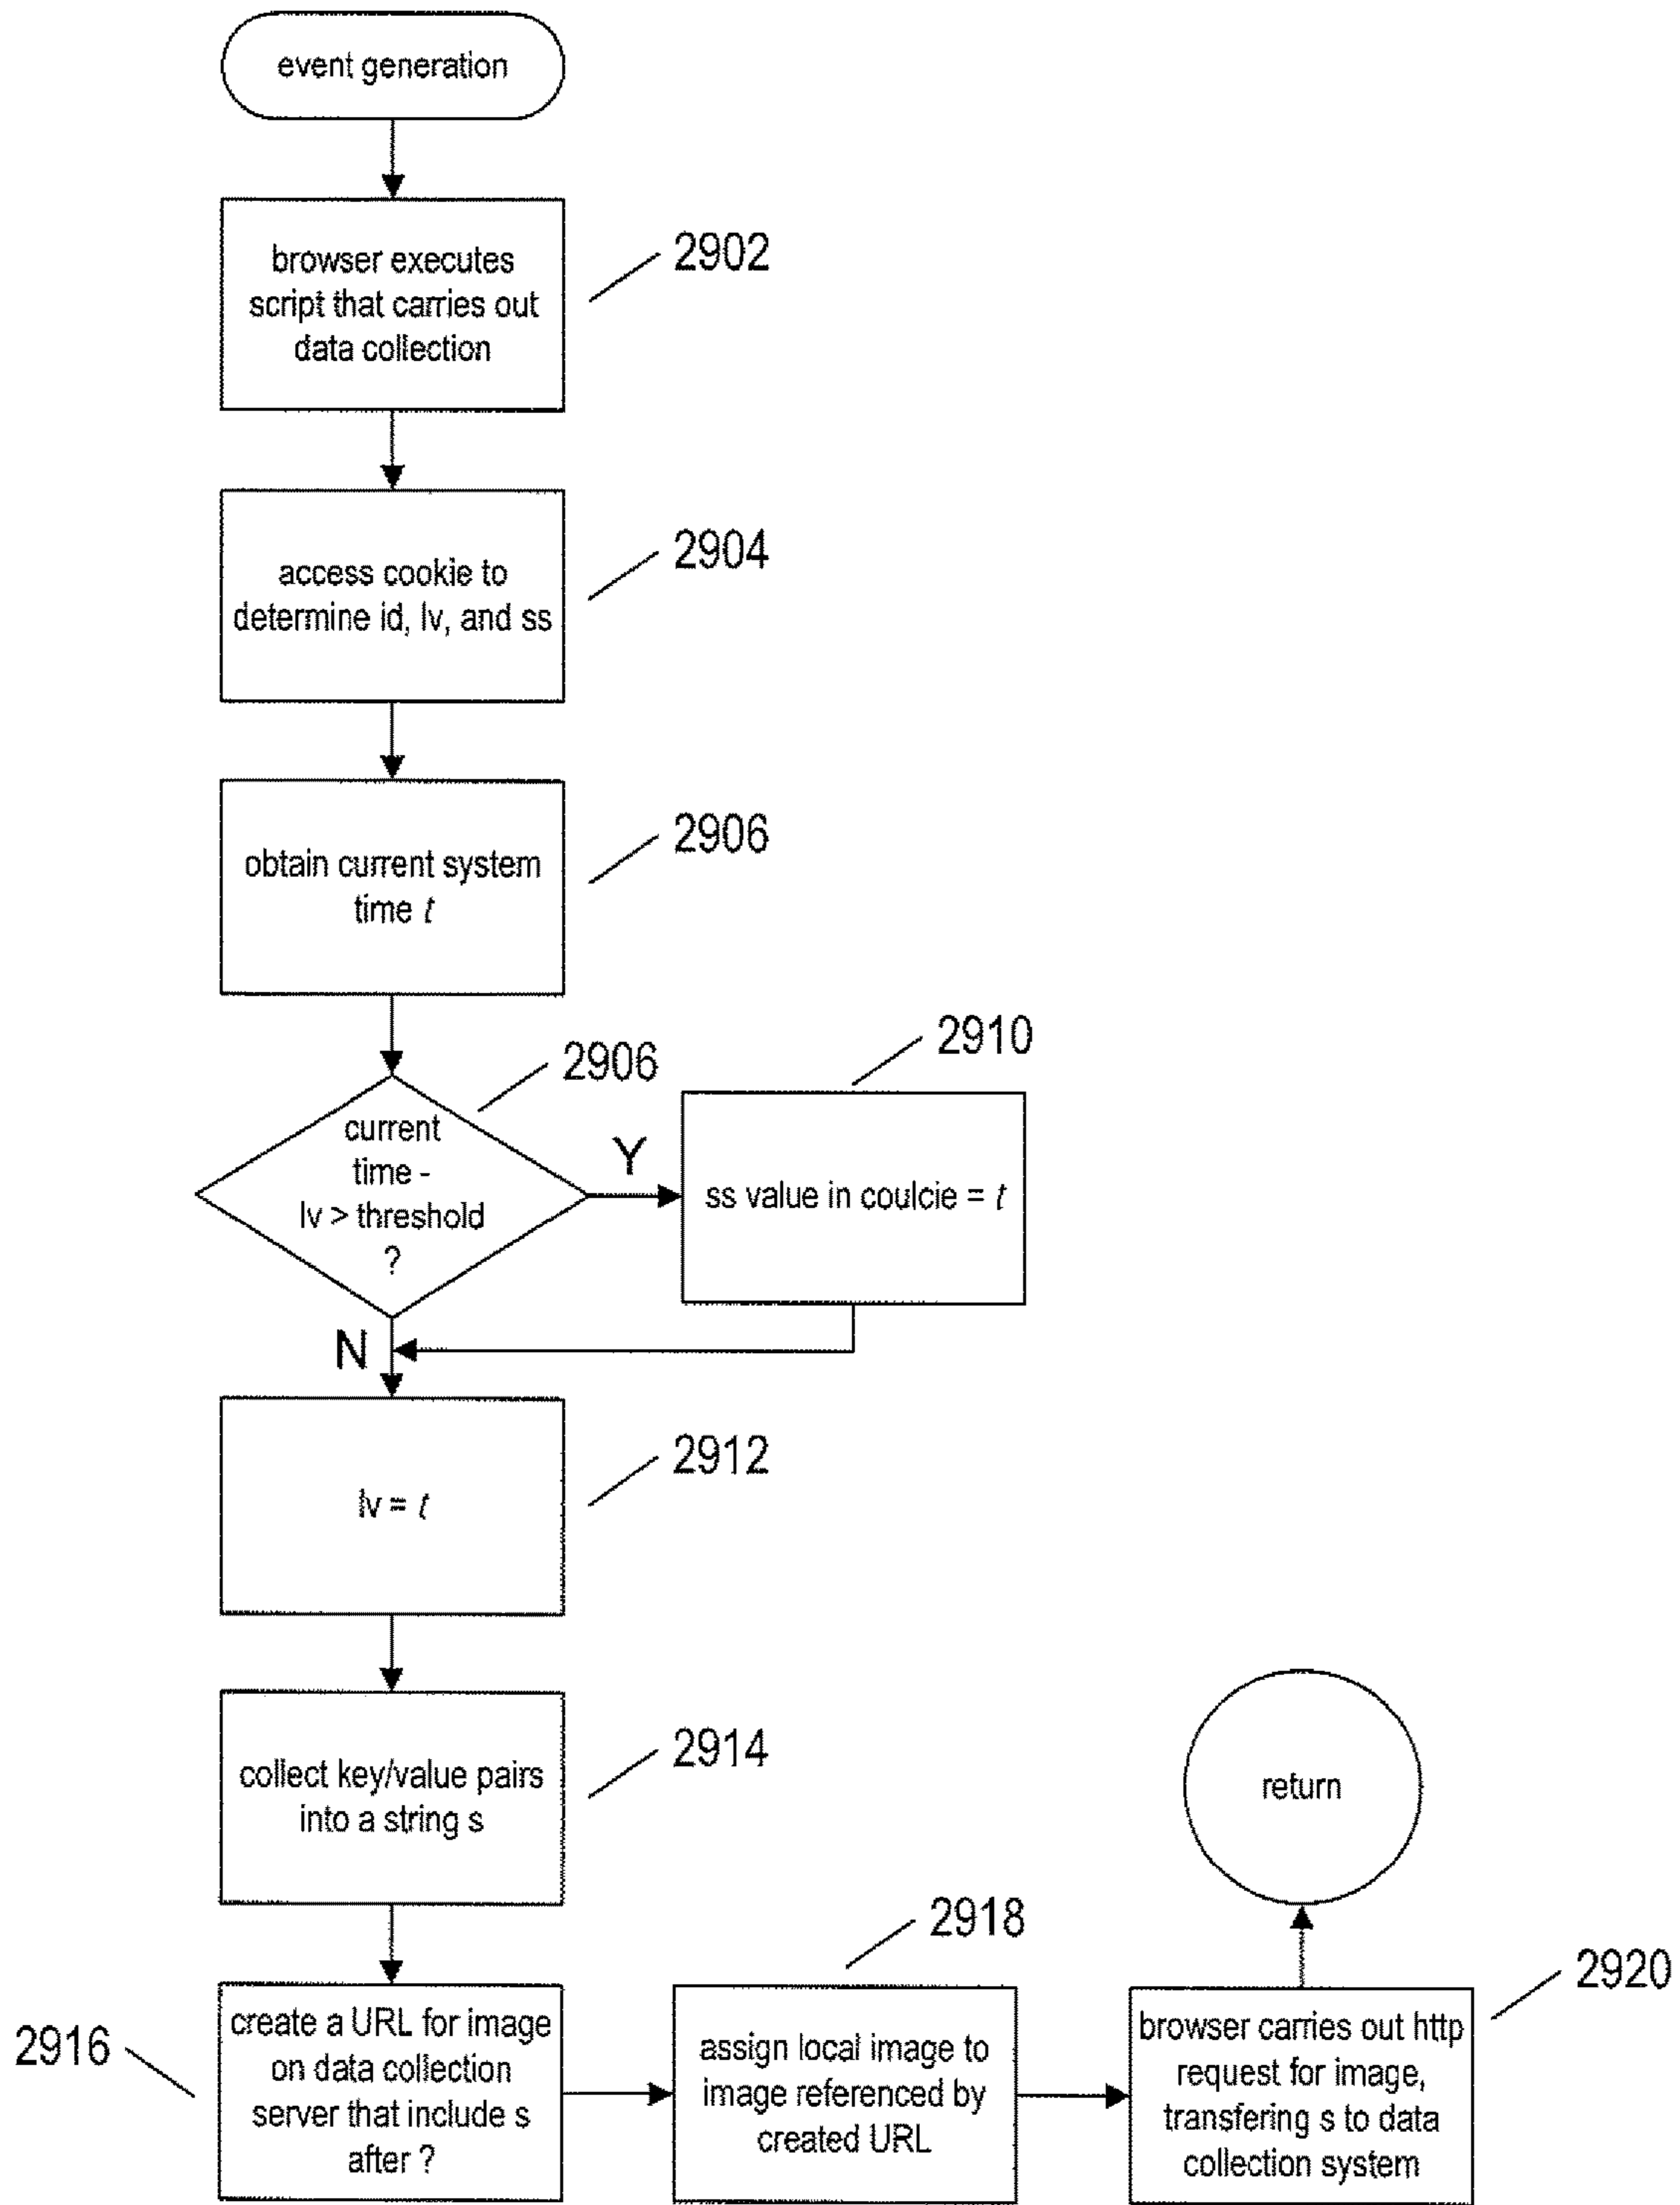 event generation
browser executes
script that carries out
data collection
2902
access cookie to
determine id, lv, and ss
2904
obtain current system
time t
2906
2906
current
time -
lv > threshold
?
Y
N
2910
ss value in coulcie = t
lv = t
2912
collect key/value pairs
into a string s
2914
2916
create a URL for image
on data collection
server that include s
after ?
2918
assign local image to
image referenced by
created URL
2920
browser carries out http
request for image,
transfering s to data
collection system
return